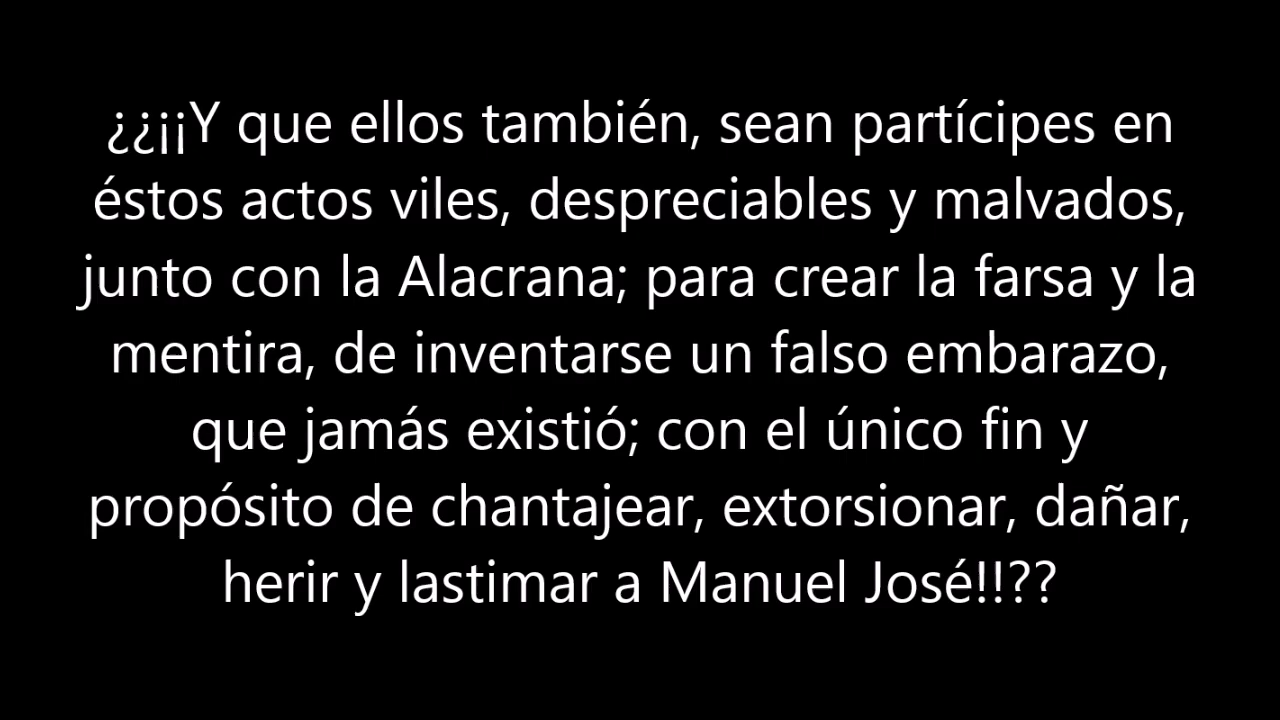 ¿¿¡¡Y que ellos también, sean partícipes en
éstos actos viles, despreciables y malvados,
junto con la Alacrana; para crear la farsa y la
mentira, de inventarse un falso embarazo,
que jamás existió; con el único fin y
propósito de chantajear, extorsionar, dañar,
herir y lastimar a Manuel José!!??